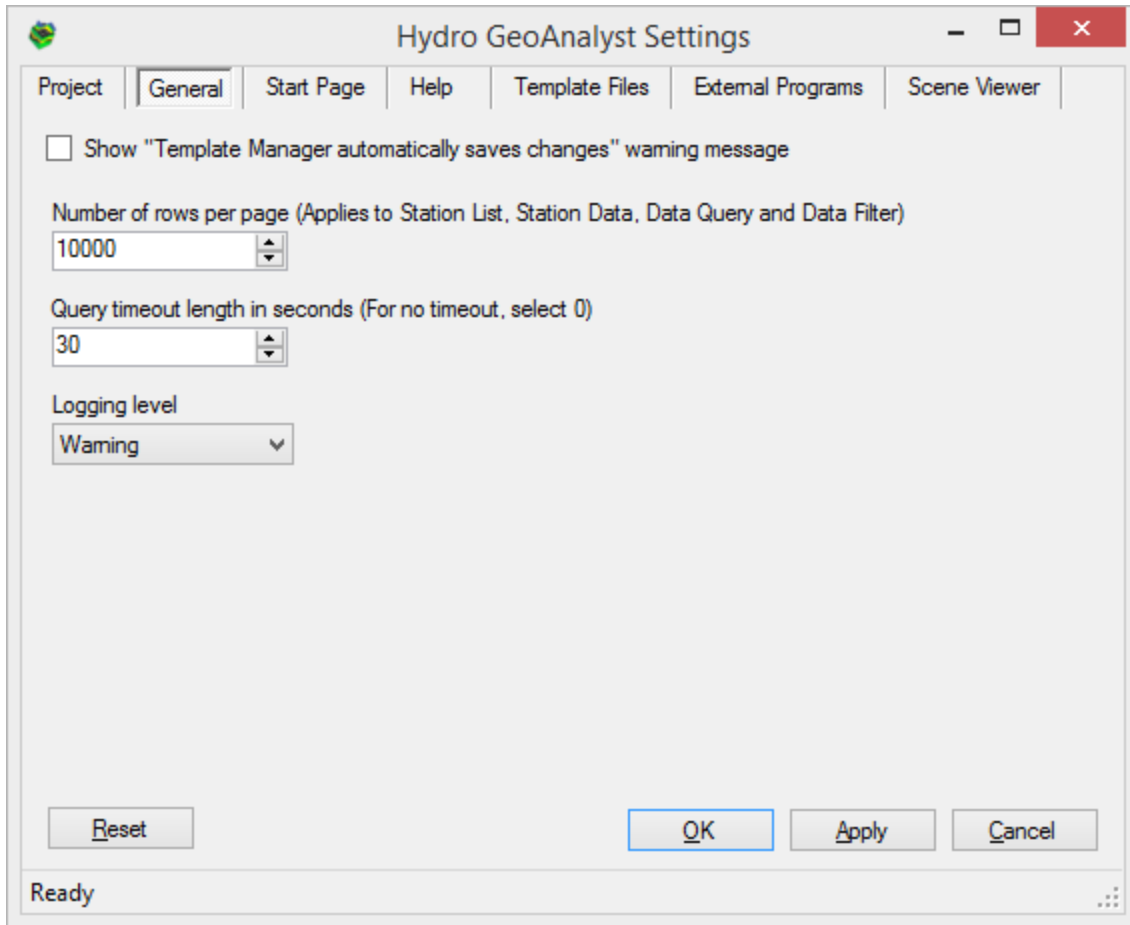 Hydro GeoAnalyst Settings
Project General Start Page Help Template Files External Programs Scene Viewer
Show "Template Manager automatically saves changes" warning message
Number of rows per page (Applies to Station List, Station Data, Data Query and Data Filter)
10000
Query timeout length in seconds (For no timeout, select 0)
30
Logging level
Warning
Reset OK Apply Cancel
Ready